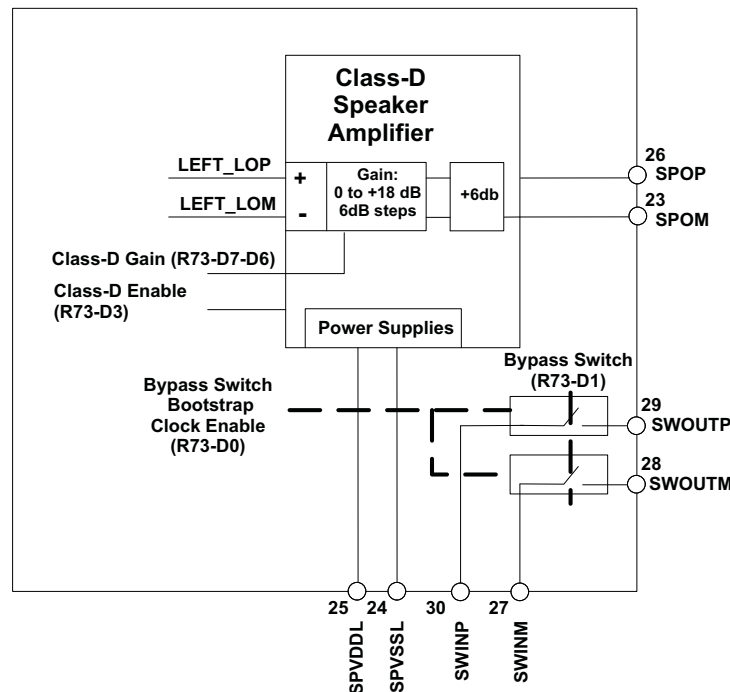 Class-D
Speaker
Amplifier
LEFT_LOP
LEFT_LOM
+
-
Gain:
0 to +18 dB
6dB steps
+6db
26
SPOP
23
SPOM
Class-D Gain (R73-D7-D6)
Class-D Enable
(R73-D3)
Power Supplies
Bypass Switch
(R73-D1)
Bypass Switch
Bootstrap
Clock Enable
(R73-D0)
29
SWOUTP
28
SWOUTM
25
24
30
27
SPVDDL
SPVSSL
SWINP
SWINM